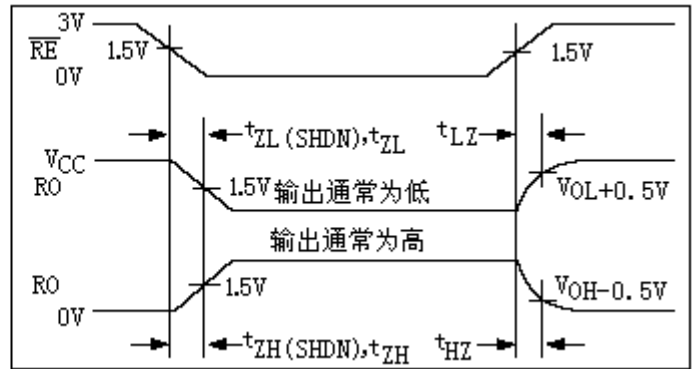 3V
RE 1.5V 1.5V
0V
tZL(SHDN),tZL tLZ
VCC
RO 1.5V 输出通常为低 VOL+0.5V
输出通常为高
RO 1.5V VOH-0.5V
0V
tZH(SHDN),tZH tHZ